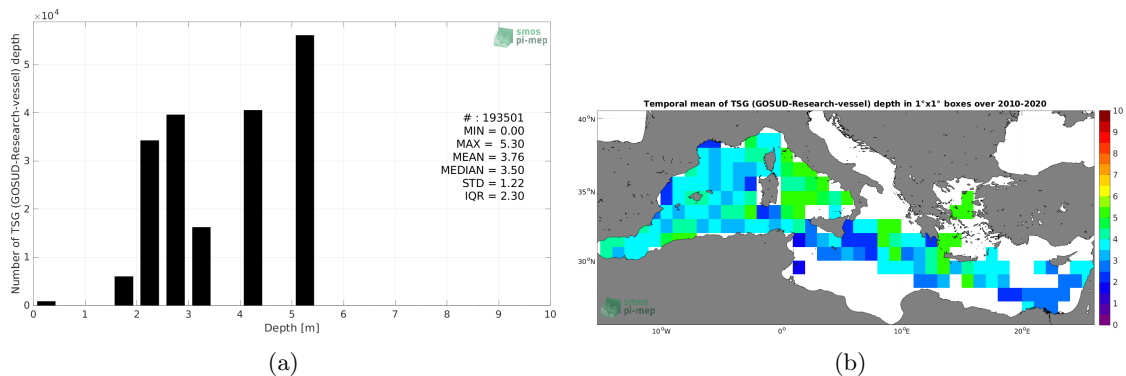 ×10⁴
5
4
3
2
1
0
Number of TSG (GOSUD-Research-vessel) depth
smos
pi-mep
# : 193501
MIN = 0.00
MAX = 5.30
MEAN = 3.76
MEDIAN = 3.50
STD = 1.22
IQR = 2.30
0 1 2 3 4 5 6 7 8 9 10
Depth [m]
(a)
Temporal mean of TSG (GOSUD-Research-vessel) depth in 1°x1° boxes over 2010-2020
40°N
35°N
30°N
10°W 0° 10°E 20°E
smos
pi-mep
10
9
8
7
6
5
4
3
2
1
0
(b)